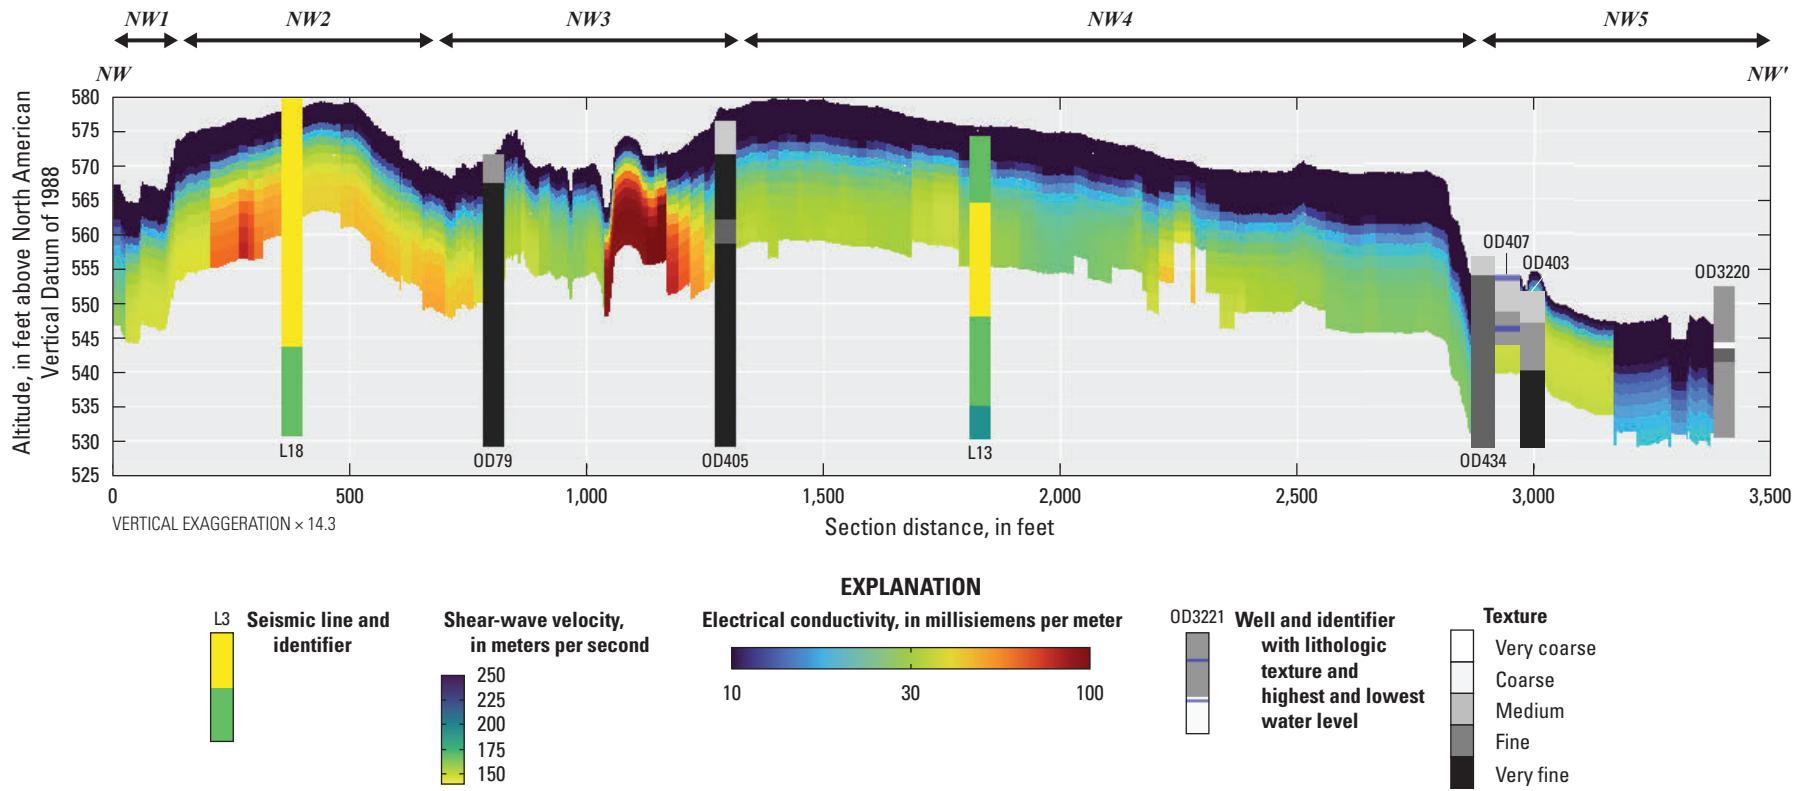 NW1 NW2 NW3 NW4 NW5
NW NW'
Altitude, in feet above North American
Vertical Datum of 1988
580
575
570
565
560
555
550
545
540
535
530
525
OD407
OD403
OD3220
L18
OD79
OD405
L13
OD434
0 500 1,000 1,500 2,000 2,500 3,000 3,500
VERTICAL EXAGGERATION × 14.3
Section distance, in feet
EXPLANATION
L3
Seismic line and
identifier
Shear-wave velocity,
in meters per second
250
225
200
175
150
Electrical conductivity, in millisiemens per meter
10 30 100
OD3221
Well and identifier
with lithologic
texture and
highest and lowest
water level
Texture
Very coarse
Coarse
Medium
Fine
Very fine